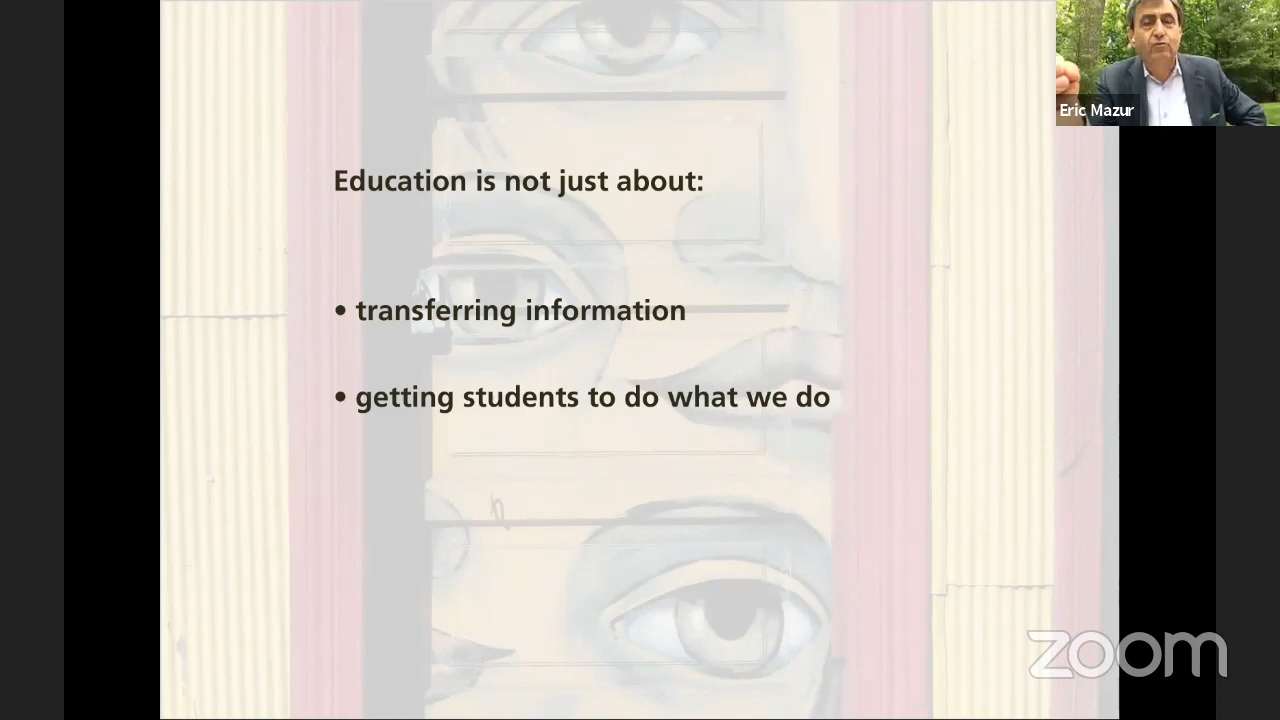 Eric Mazur
Education is not just about:
• transferring information
• getting students to do what we do
zoom